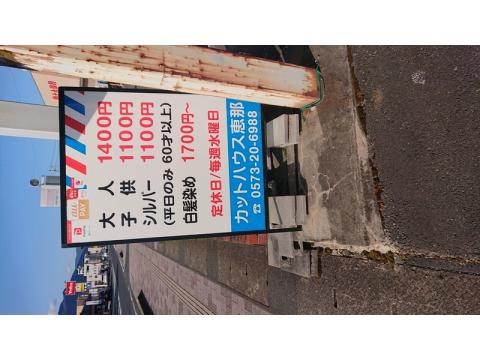 大人 1400円
子供 1100円
シルバー 1100円
(平日のみ 60才以上)
白髪染め 1700円~
定休日/毎週水曜日
カットハウス恵那
☎ 0573-20-6988